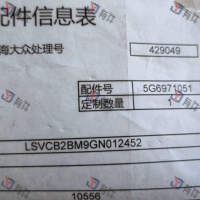 配件信息表
海大众处理号 429049
配件号 5G6971051
定制数量 1
LSVCB2BM9GN012452
10556